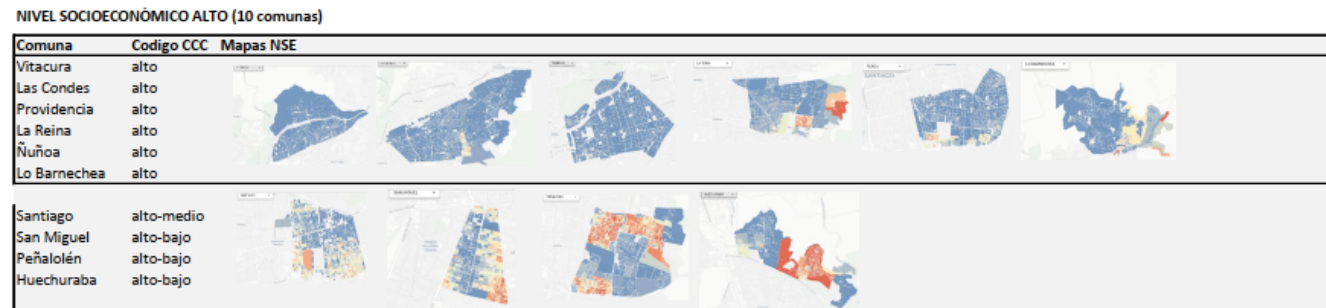 NIVEL SOCIOECONÓMICO ALTO (10 comunas)
Comuna Codigo CCC Mapas NSE
Vitacura alto
Las Condes alto
Providencia alto
La Reina alto
Ñuñoa alto
Lo Barnechea alto
Santiago alto-medio
San Miguel alto-bajo
Peñalolén alto-bajo
Huechuraba alto-bajo